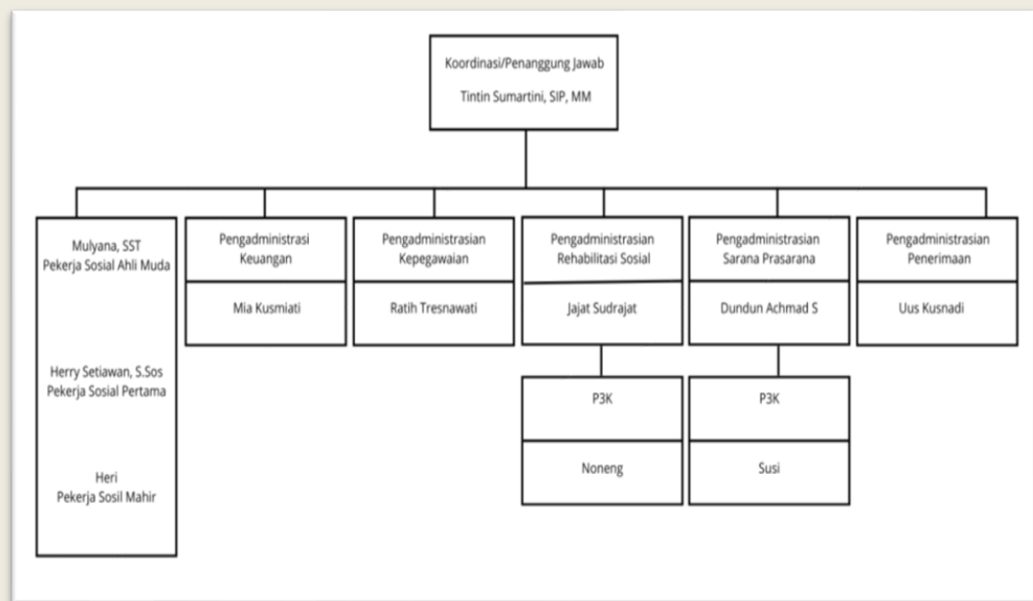 Koordinasi/Penanggung Jawab
Tintin Sumartini, SIP, MM
Mulyana, SST
Pekerja Sosial Ahli Muda
Herry Setiawan, S.Sos
Pekerja Sosial Pertama
Heri
Pekerja Sosil Mahir
Pengadministrasi
Keuangan
Mia Kusmiati
Pengadministrasian
Kepegawaian
Ratih Tresnawati
Pengadministrasian
Rehabilitasi Sosial
Jajat Sudrajat
P3K
Noneng
Pengadministrasian
Sarana Prasarana
Dundun Achmad S
P3K
Susi
Pengadministrasian
Penerimaan
Uus Kusnadi